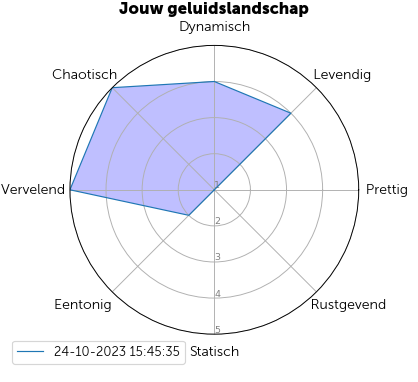 Jouw geluidslandschap
Dynamisch
Chaotisch
Levendig
Vervelend
1
Prettig
2
3
4
Eentonig
Rustgevend
5
24-10-2023 15:45:35
Statisch